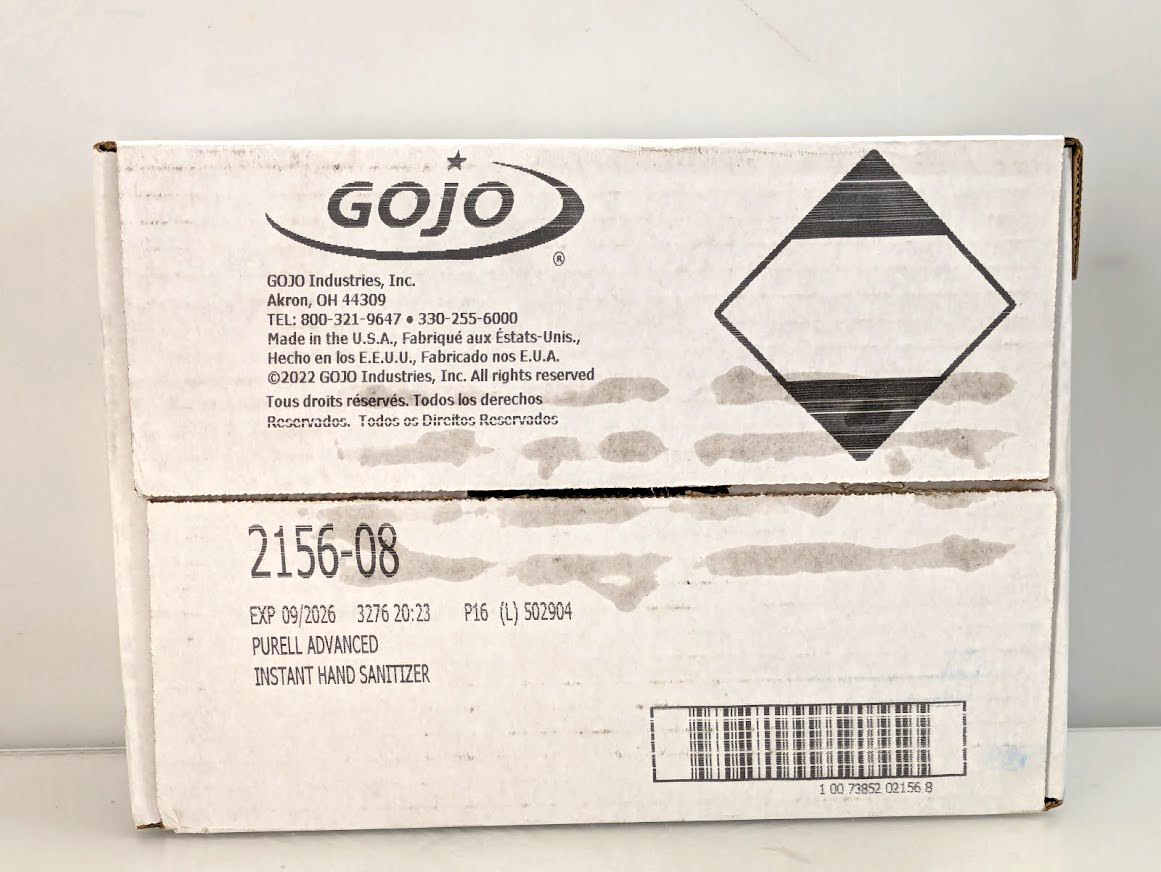 GOJO
®
GOJO Industries, Inc.
Akron, OH 44309
TEL: 800-321-9647 • 330-255-6000
Made in the U.S.A., Fabriqué aux Éstats-Unis.,
Hecho en los E.E.U.U., Fabricado nos E.U.A.
©2022 GOJO Industries, Inc. All rights reserved
Tous droits réservés. Todos los derechos
Reservados. Todos os Direitos Reservados
2156-08
EXP 09/2026 3276 20:23 P16 (L) 502904
PURELL ADVANCED
INSTANT HAND SANITIZER
1 00 73852 02156 8